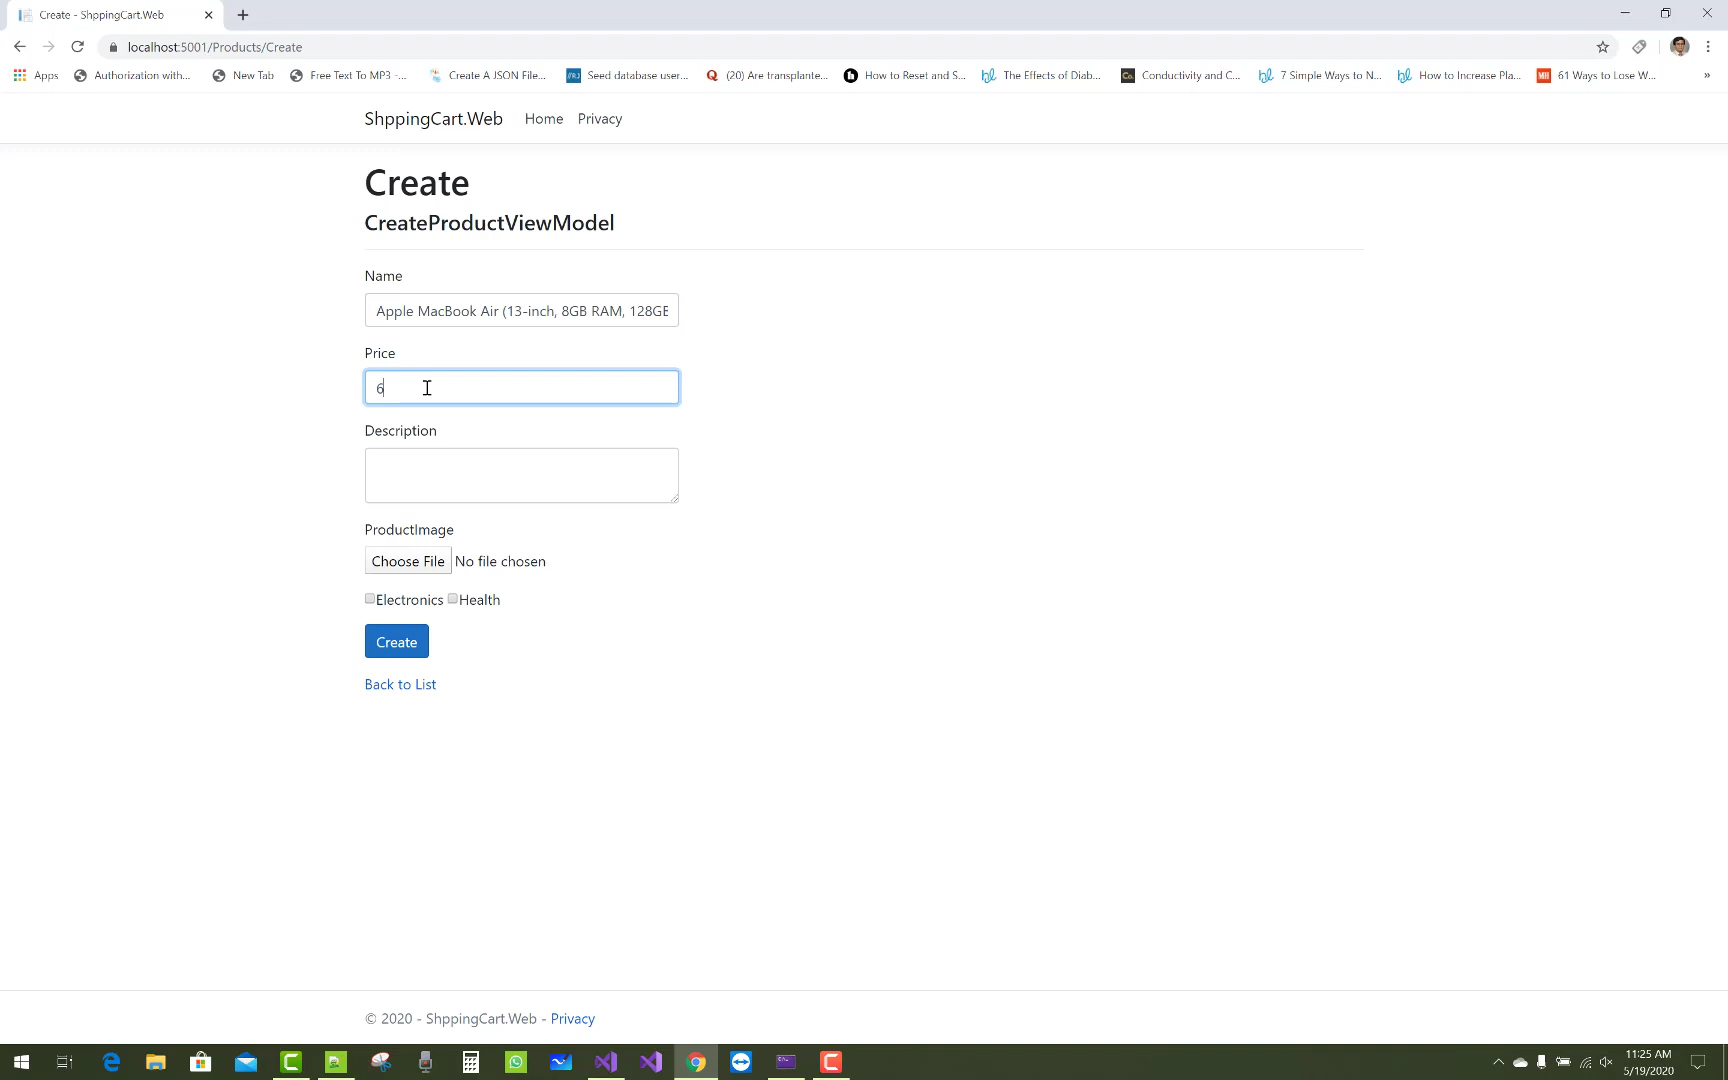 Create - ShppingCart.Web
localhost:5001/Products/Create
Apps Authorization with... New Tab Free Text To MP3 -... Create A JSON File... Seed database user... (20) Are transplante... How to Reset and S... The Effects of Diab... Conductivity and C... 7 Simple Ways to N... How to Increase Pla... 61 Ways to Lose W... »
ShppingCart.Web Home Privacy
Create
CreateProductViewModel
Name
Apple MacBook Air (13-inch, 8GB RAM, 128GB
Price
6
Description
ProductImage
Choose File No file chosen
Electronics Health
Create
Back to List
© 2020 - ShppingCart.Web - Privacy
11:25 AM
5/19/2020